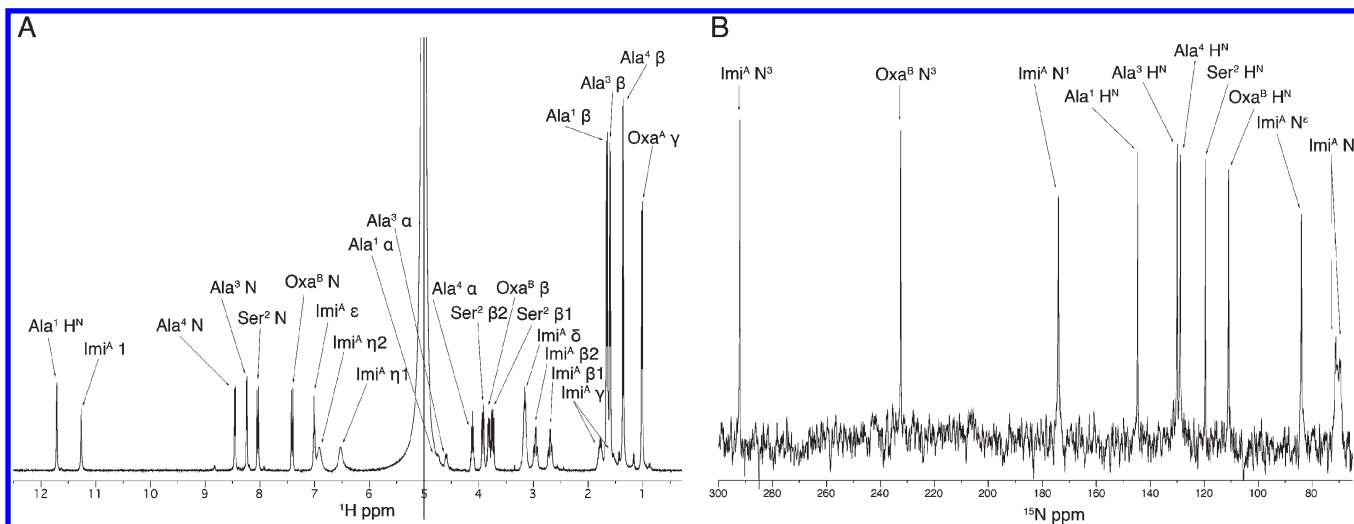 A
Ala⁴ β
Ala³ β
Ala¹ β
Oxaᴬ γ
Ala³ α
Ala¹ α
Ala⁴ α
Oxaᴮ β
Ser² β2
Ser² β1
Imiᴬ δ
Imiᴬ β2
Imiᴬ β1
Imiᴬ γ
Ala³ N
Oxaᴮ N
Ala⁴ N
Ser² N
Imiᴬ ε
Imiᴬ η2
Imiᴬ η1
Ala¹ Hᴺ
Imiᴬ 1
12 11 10 9 8 7 6 5 4 3 2 1
¹H ppm
B
Imiᴬ N³
Oxaᴮ N³
Imiᴬ N¹
Ala⁴ Hᴺ
Ala³ Hᴺ
Ser² Hᴺ
Ala¹ Hᴺ
Oxaᴮ Hᴺ
Imiᴬ Nᵋ
Imiᴬ N
300 280 260 240 220 200 180 160 140 120 100 80
¹⁵N ppm